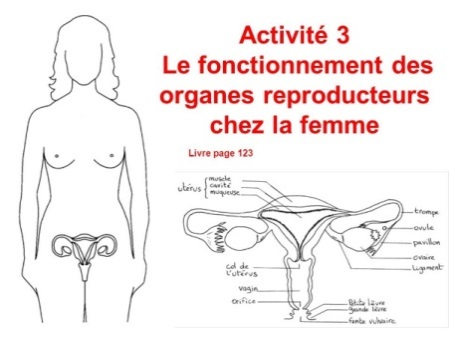 Activité 3
Le fonctionnement des
organes reproducteurs
chez la femme
Livre page 123
utérus
muscle
cavité
muqueuse
trompe
ovule
pavillon
ovaire
ligament
col de
l'utérus
vagin
orifice
petite lèvre
grande lèvre
fente vulvaire